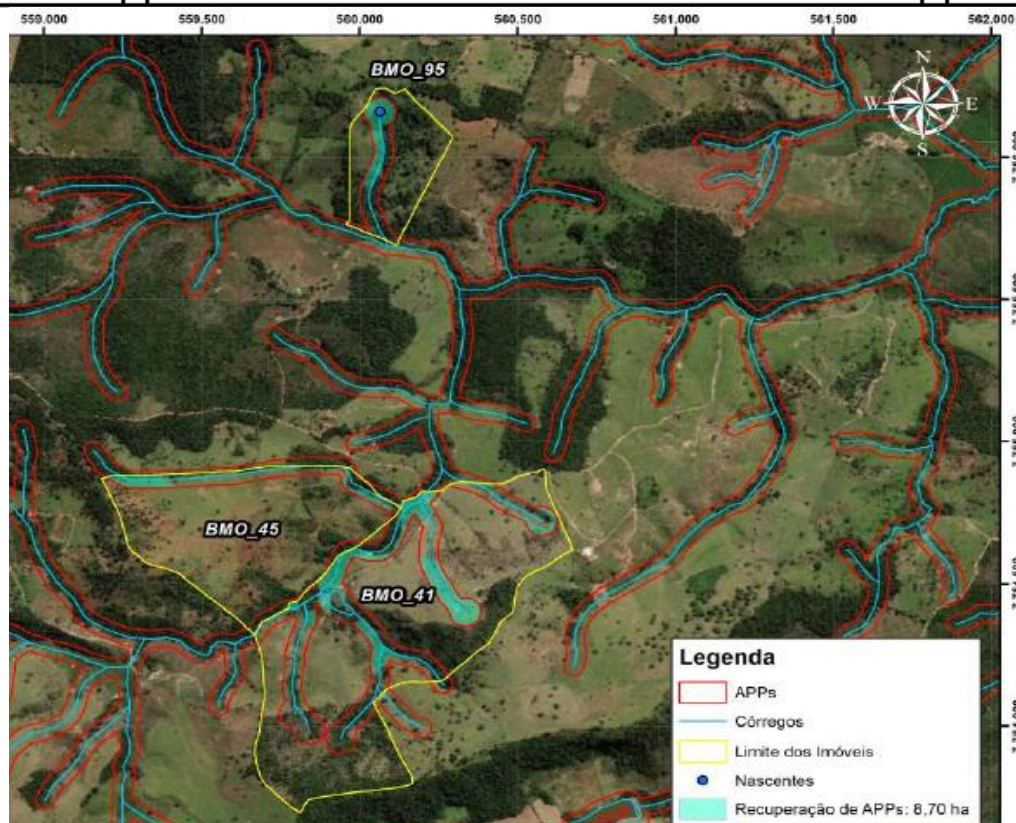 559.000 559.500 560.000 560.500 561.000 561.500 562.000
N
W E
S
BMO_95
BMO_45
BMO_41
Legenda
APPs
Córregos
Limite dos Imóveis
Nascentes
Recuperação de APPs: 8,70 ha